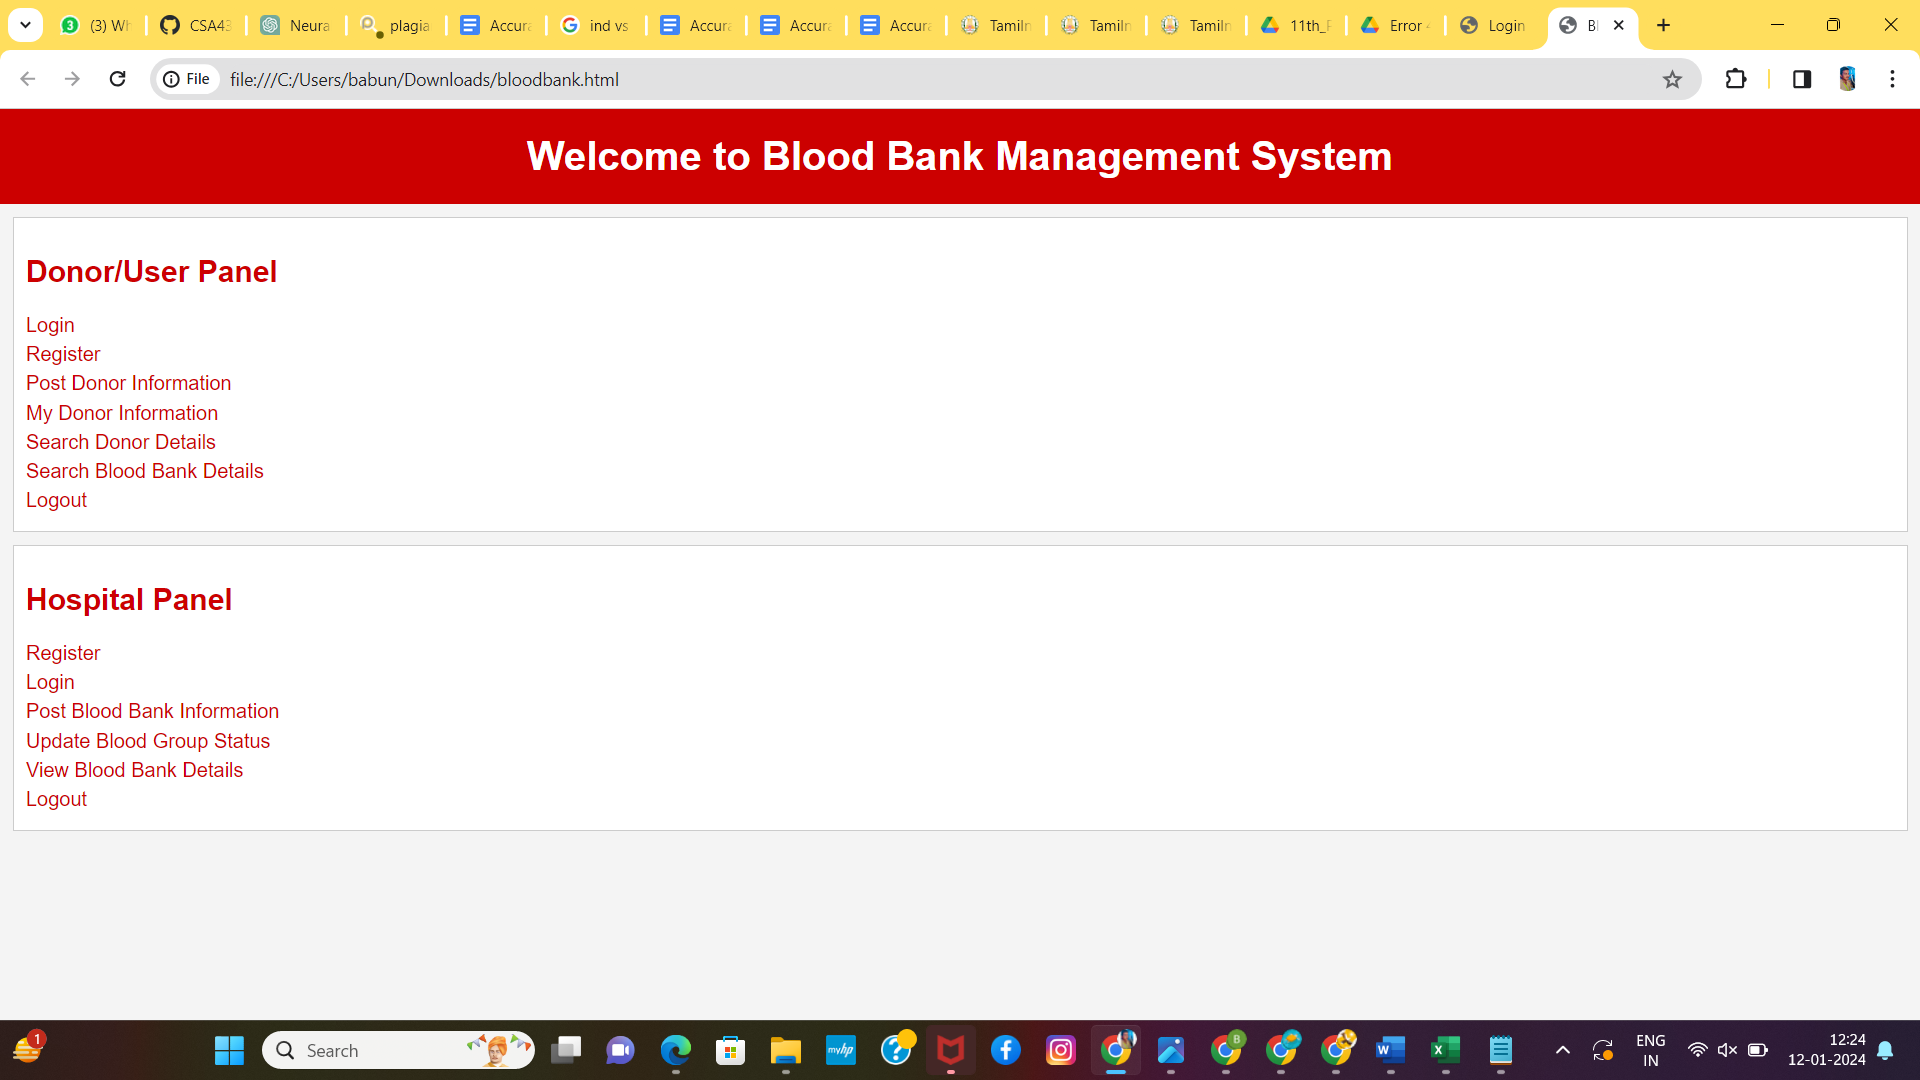 (3) Wh
CSA43
Neura
plagia
Accura
ind vs
Accura
Accura
Accura
Tamiln
Tamiln
Tamiln
11th_F
Error 4
Login
Bl
File
file:///C:/Users/babun/Downloads/bloodbank.html
Welcome to Blood Bank Management System
Donor/User Panel
Login
Register
Post Donor Information
My Donor Information
Search Donor Details
Search Blood Bank Details
Logout
Hospital Panel
Register
Login
Post Blood Bank Information
Update Blood Group Status
View Blood Bank Details
Logout
1
Search
myhp
B
W
X
ENG
IN
12:24
12-01-2024